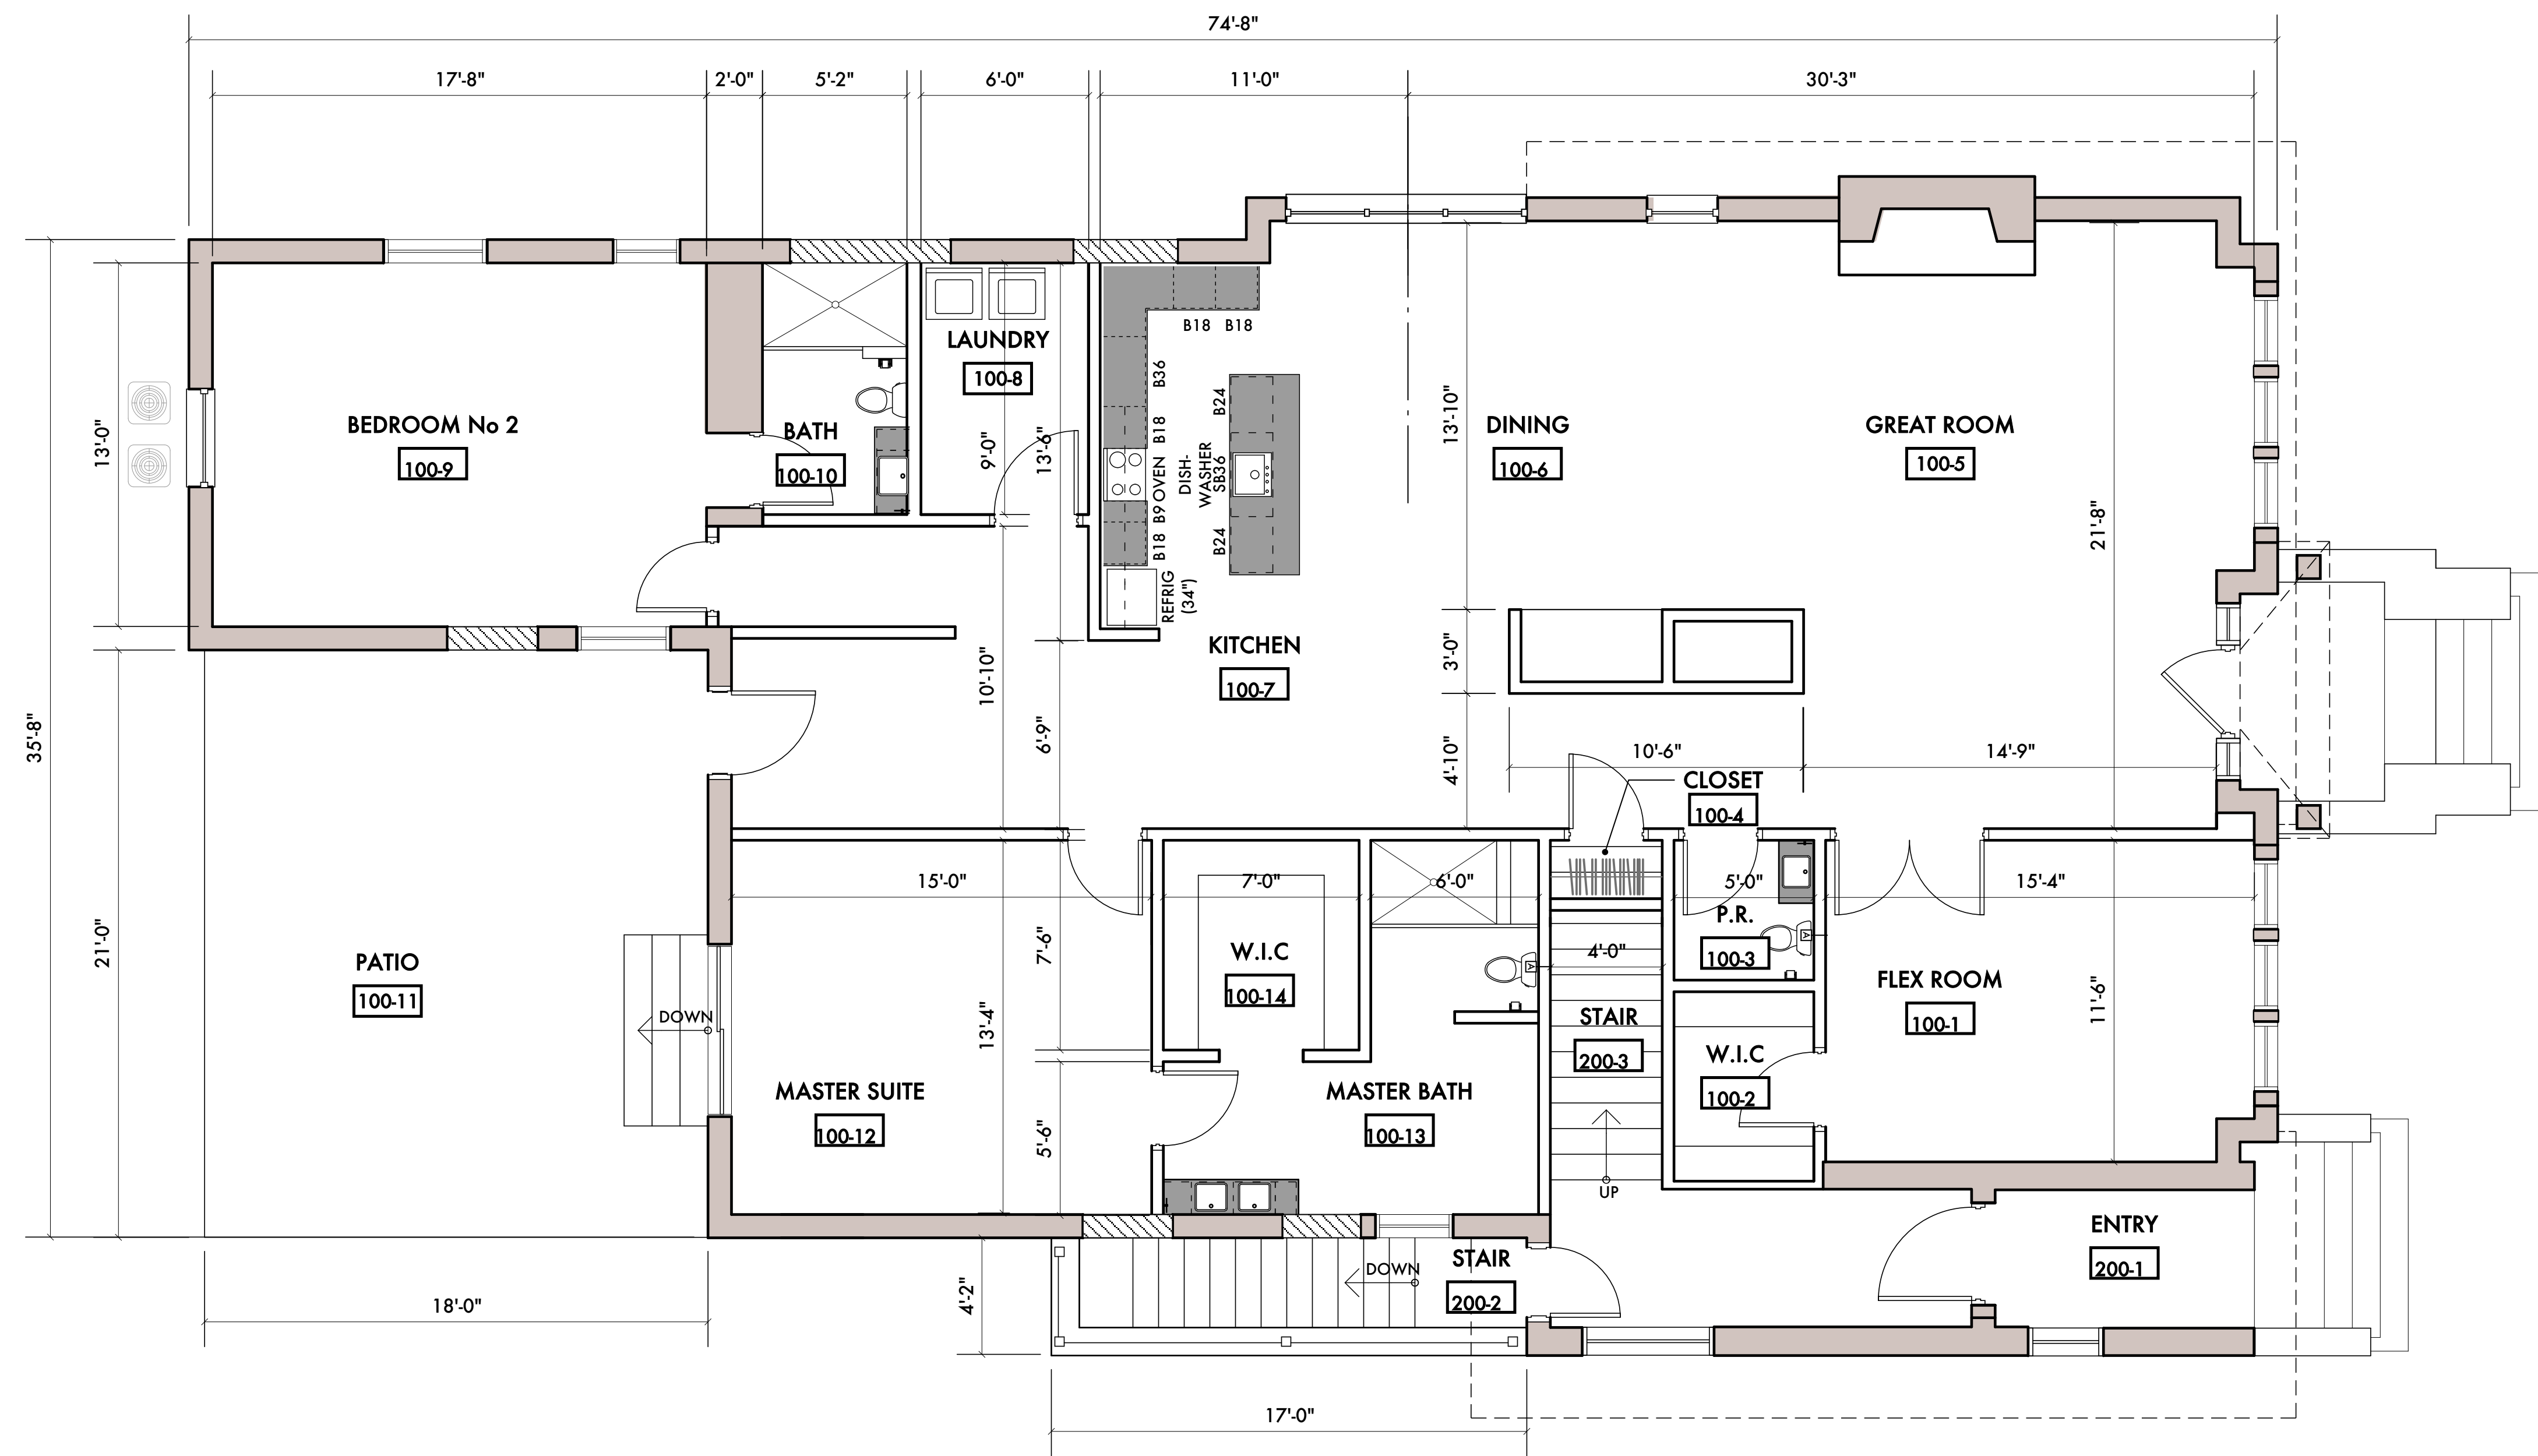 74'-8"
17'-8"
2'-0"
5'-2"
6'-0"
11'-0"
30'-3"
LAUNDRY
100-8
B18
B18
B36
B18
OVEN
B9
B18
REFRIG
(34")
DISH-
WASHER
SB36
B24
B24
BEDROOM No 2
100-9
BATH
100-10
9'-0"
13'-6"
13'-10"
DINING
100-6
GREAT ROOM
100-5
13'-0"
21'-8"
35'-8"
KITCHEN
100-7
3'-0"
10'-10"
6'-9"
4'-10"
10'-6"
14'-9"
CLOSET
100-4
15'-0"
7'-0"
6'-0"
5'-0"
15'-4"
P.R.
100-3
4'-0"
7'-6"
21'-0"
PATIO
100-11
W.I.C
100-14
FLEX ROOM
100-1
11'-6"
DOWN
13'-4"
STAIR
200-3
W.I.C
100-2
MASTER SUITE
100-12
MASTER BATH
100-13
5'-6"
A
A
UP
ENTRY
200-1
STAIR
200-2
DOWN
4'-2"
18'-0"
17'-0"